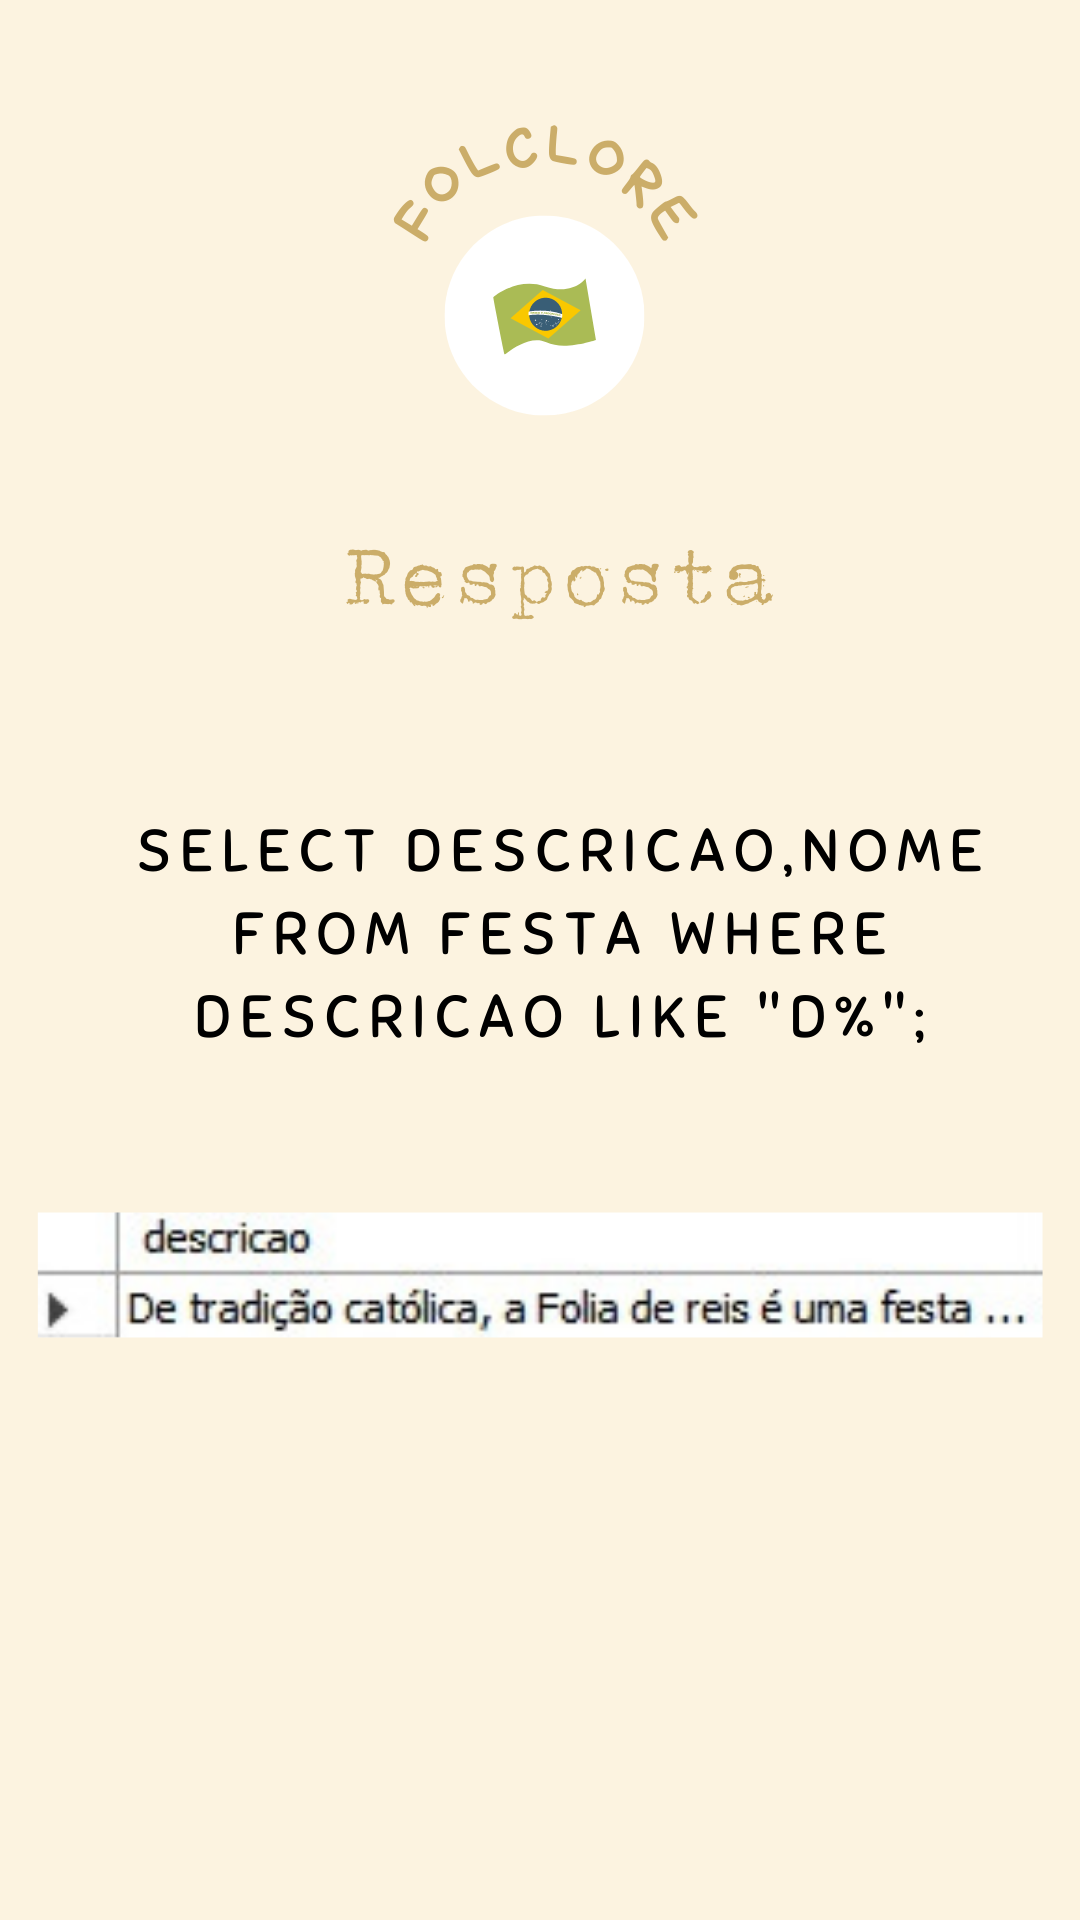 FOLCLORE
Resposta
SELECT DESCRICAO,NOME
FROM FESTA WHERE
DESCRICAO LIKE "D%";
descricao
De tradição católica, a Folia de reis é uma festa ...